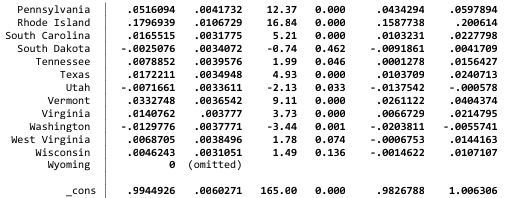 Pennsylvania .0516094 .0041732 12.37 0.000 .0434294 .0597894
Rhode Island .1796939 .0106729 16.84 0.000 .1587738 .200614
South Carolina .0165515 .0031775 5.21 0.000 .0103231 .0227798
South Dakota -.0025076 .0034072 -0.74 0.462 -.0091861 .0041709
Tennessee .0078852 .0039576 1.99 0.046 .0001278 .0156427
Texas .0172211 .0034948 4.93 0.000 .0103709 .0240713
Utah -.0071661 .0033611 -2.13 0.033 -.0137542 -.000578
Vermont .0332748 .0036542 9.11 0.000 .0261122 .0404374
Virginia .0140762 .003777 3.73 0.000 .0066729 .0214795
Washington -.0129776 .0037771 -3.44 0.001 -.0203811 -.0055741
West Virginia .0068705 .0038496 1.78 0.074 -.0006753 .0144163
Wisconsin .0046243 .0031051 1.49 0.136 -.0014622 .0107107
Wyoming 0 (omitted)
_cons .9944926 .0060271 165.00 0.000 .9826788 1.006306